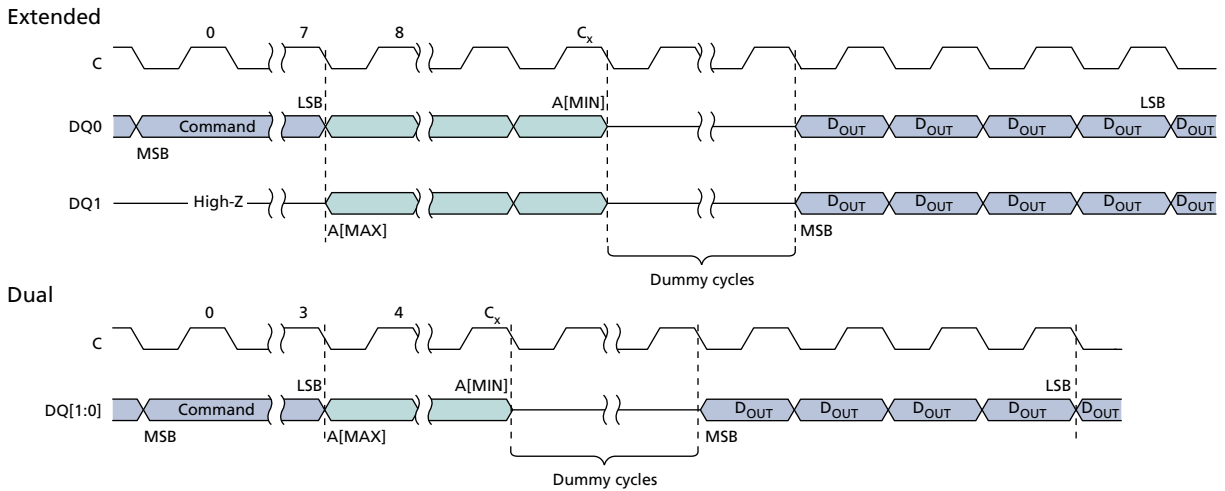 Extended
0 7 8 Cx
C
LSB A[MIN] LSB
DQ0 Command DOUT DOUT DOUT DOUT DOUT
MSB
DQ1 High-Z DOUT DOUT DOUT DOUT DOUT
A[MAX] MSB
Dummy cycles
Dual
0 3 4 Cx
C
LSB A[MIN] LSB
DQ[1:0] Command DOUT DOUT DOUT DOUT DOUT
MSB A[MAX] MSB
Dummy cycles